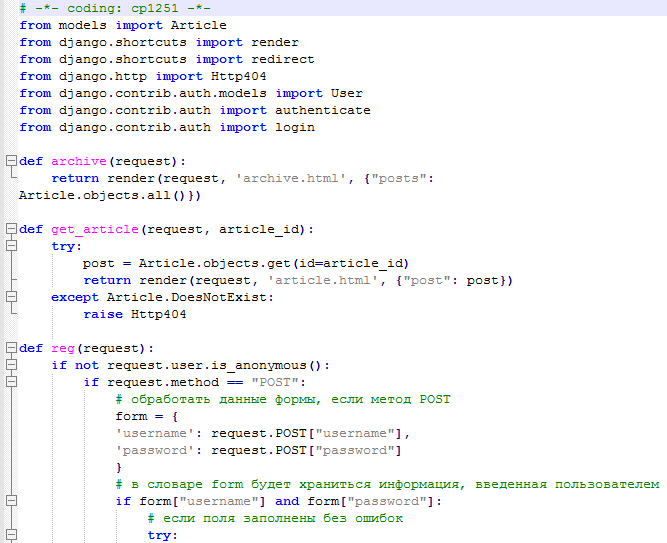 # -*- coding: cp1251 -*-
from models import Article
from django.shortcuts import render
from django.shortcuts import redirect
from django.http import Http404
from django.contrib.auth.models import User
from django.contrib.auth import authenticate
from django.contrib.auth import login
def archive(request):
return render(request, 'archive.html', {"posts":
Article.objects.all()})
def get_article(request, article_id):
try:
post = Article.objects.get(id=article_id)
return render(request, 'article.html', {"post": post})
except Article.DoesNotExist:
raise Http404
def reg(request):
if not request.user.is_anonymous():
if request.method == "POST":
# обработать данные формы, если метод POST
form = {
'username': request.POST["username"],
'password': request.POST["password"]
}
# в словаре form будет храниться информация, введенная пользователем
if form["username"] and form["password"]:
# если поля заполнены без ошибок
try: